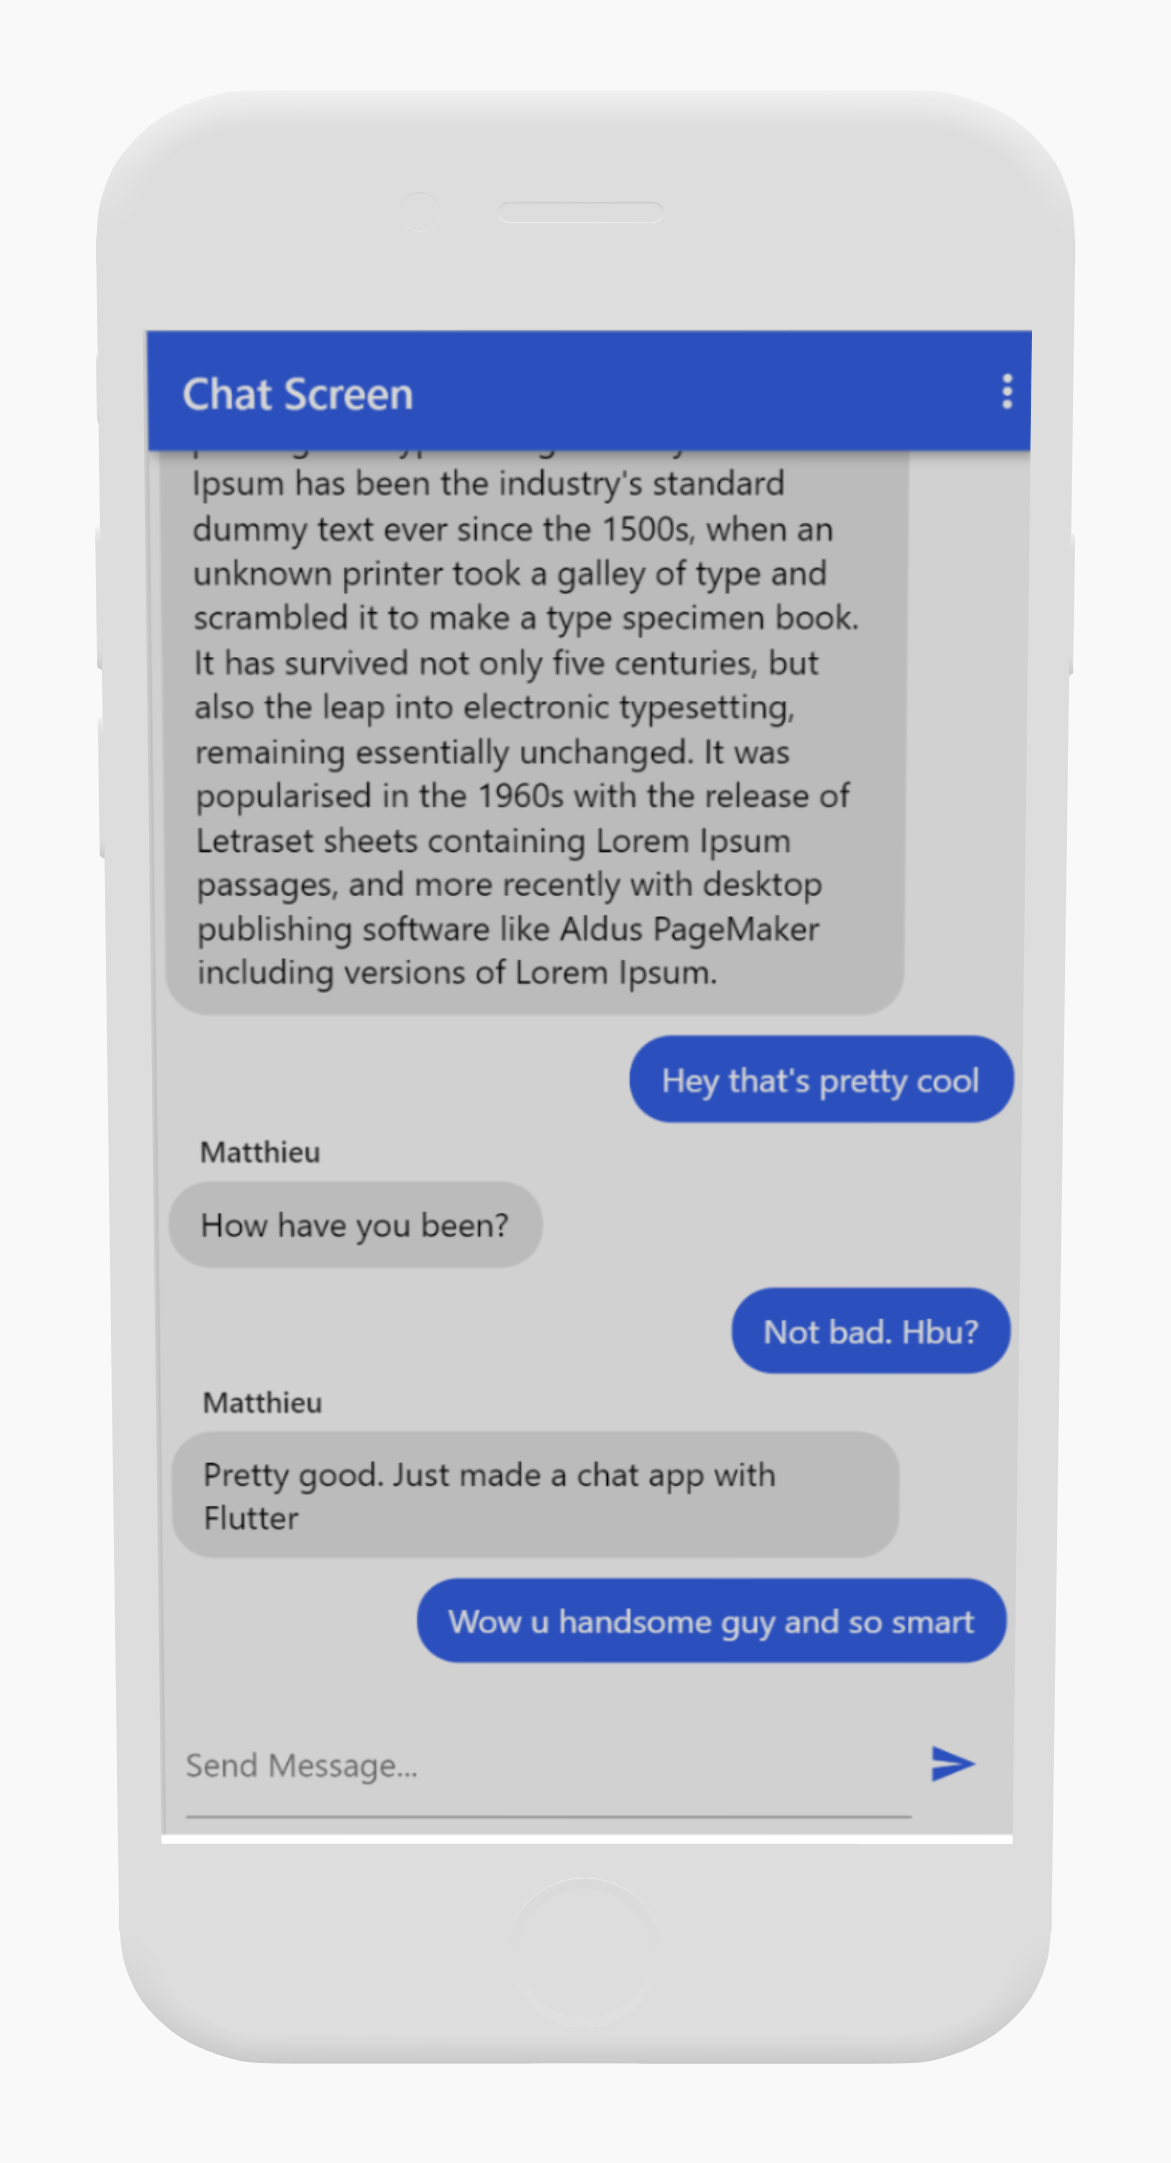 Chat Screen
Ipsum has been the industry's standard
dummy text ever since the 1500s, when an
unknown printer took a galley of type and
scrambled it to make a type specimen book.
It has survived not only five centuries, but
also the leap into electronic typesetting,
remaining essentially unchanged. It was
popularised in the 1960s with the release of
Letraset sheets containing Lorem Ipsum
passages, and more recently with desktop
publishing software like Aldus PageMaker
including versions of Lorem Ipsum.
Hey that's pretty cool
Matthieu
How have you been?
Not bad. Hbu?
Matthieu
Pretty good. Just made a chat app with
Flutter
Wow u handsome guy and so smart
Send Message...